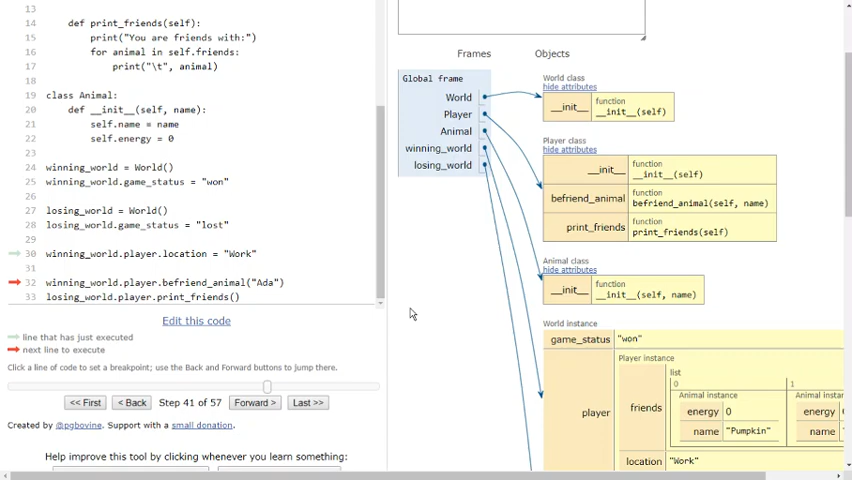 13
14 def print_friends(self):
15 print("You are friends with:")
16 for animal in self.friends:
17 print("\t", animal)
18
19 class Animal:
20 def __init__(self, name):
21 self.name = name
22 self.energy = 0
23
24 winning_world = World()
25 winning_world.game_status = "won"
26
27 losing_world = World()
28 losing_world.game_status = "lost"
29
30 winning_world.player.location = "Work"
31
32 winning_world.player.befriend_animal("Ada")
33 losing_world.player.print_friends()
Edit this code
line that has just executed
next line to execute
Click a line of code to set a breakpoint; use the Back and Forward buttons to jump there.
<< First < Back Step 41 of 57 Forward > Last >>
Created by @pgbovine. Support with a small donation.
Help improve this tool by clicking whenever you learn something:
Frames Objects
Global frame
World
Player
Animal
winning_world
losing_world
World class
hide attributes
__init__ function
__init__(self)
Player class
hide attributes
__init__ function
__init__(self)
befriend_animal function
befriend_animal(self, name)
print_friends function
print_friends(self)
Animal class
hide attributes
__init__ function
__init__(self, name)
World instance
game_status "won"
player
Player instance
friends
list
0 1
Animal instance
energy 0
name "Pumpkin"
Animal
energy
name
location "Work"